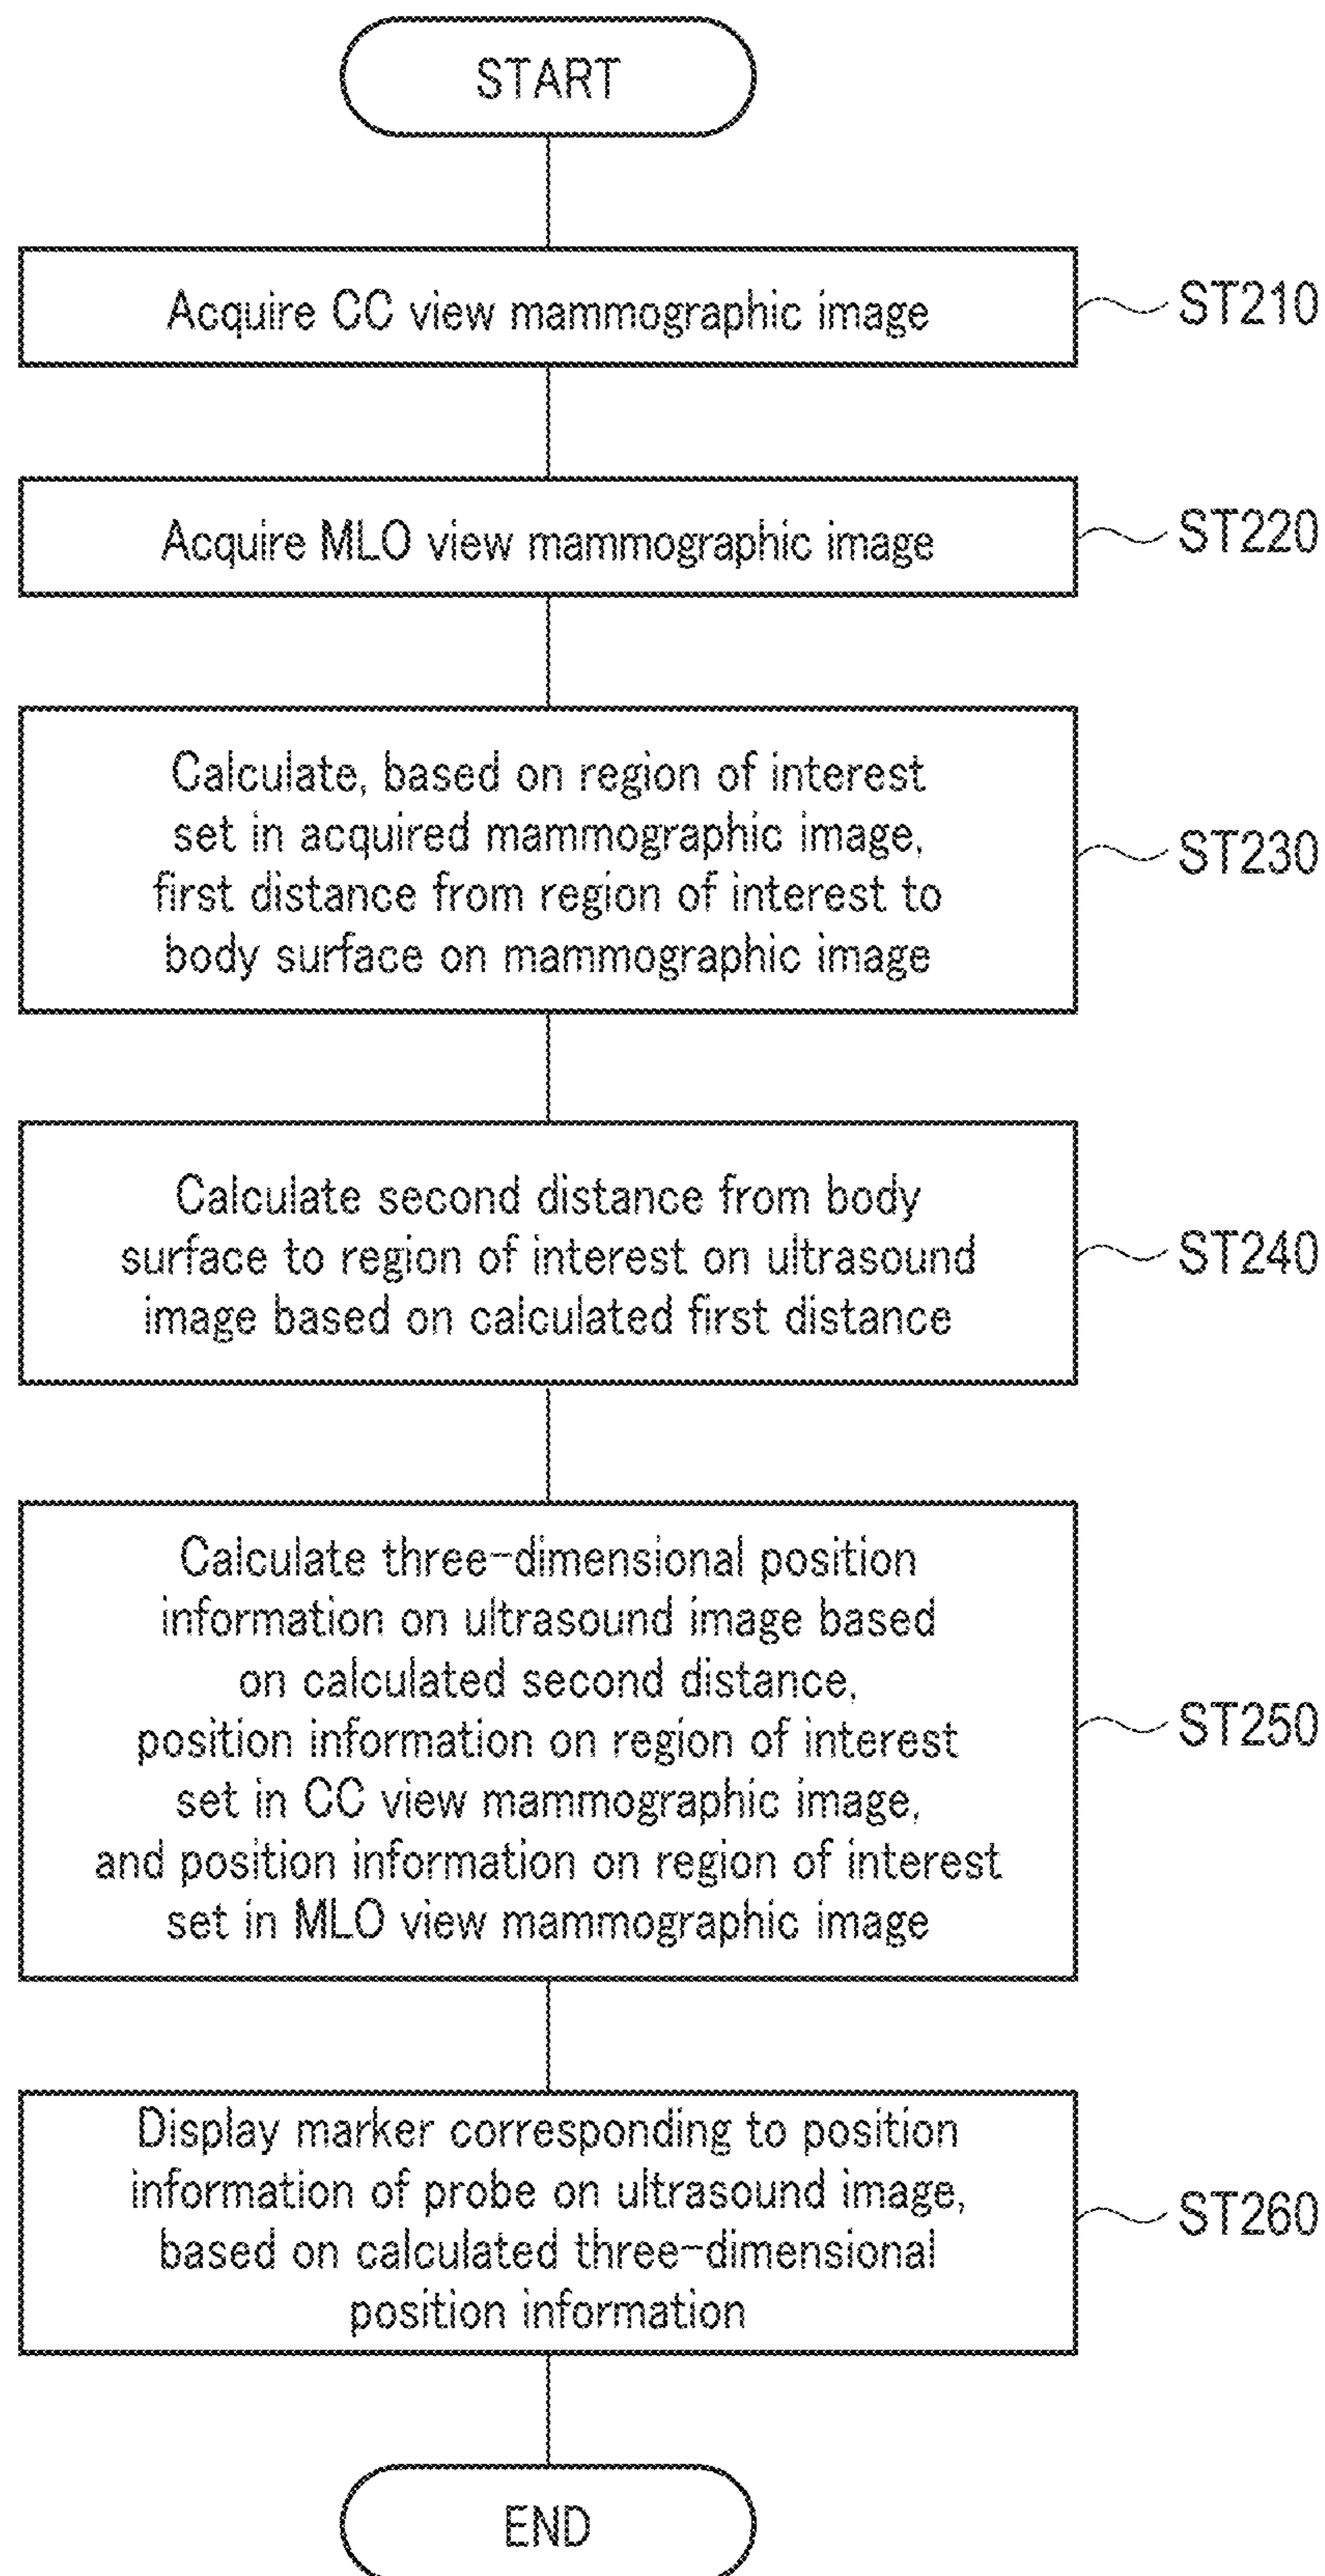 START
Acquire CC view mammographic image
ST210
Acquire MLO view mammographic image
ST220
Calculate, based on region of interest
set in acquired mammographic image,
first distance from region of interest to
body surface on mammographic image
ST230
Calculate second distance from body
surface to region of interest on ultrasound
image based on calculated first distance
ST240
Calculate three-dimensional position
information on ultrasound image based
on calculated second distance,
position information on region of interest
set in CC view mammographic image,
and position information on region of interest
set in MLO view mammographic image
ST250
Display marker corresponding to position
information of probe on ultrasound image,
based on calculated three-dimensional
position information
ST260
END